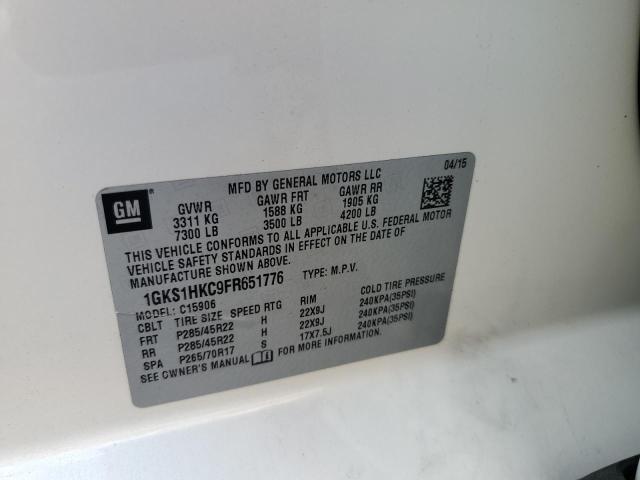 MFD BY GENERAL MOTORS LLC 04/15
GM
GVWR GAWR FRT GAWR RR
3311 KG 1588 KG 1905 KG
7300 LB 3500 LB 4200 LB
THIS VEHICLE CONFORMS TO ALL APPLICABLE U.S. FEDERAL MOTOR
VEHICLE SAFETY STANDARDS IN EFFECT ON THE DATE OF
MANUFACTURE SHOWN ABOVE.
1GKS1HKC9FR651776 TYPE: M.P.V.
MODEL: C15906
CBLT TIRE SIZE SPEED RTG RIM COLD TIRE PRESSURE
FRT P285/45R22 H 22X9J 240KPA(35PSI)
RR P285/45R22 H 22X9J 240KPA(35PSI)
SPA P265/70R17 S 17X7.5J 240KPA(35PSI)
SEE OWNER'S MANUAL FOR MORE INFORMATION.